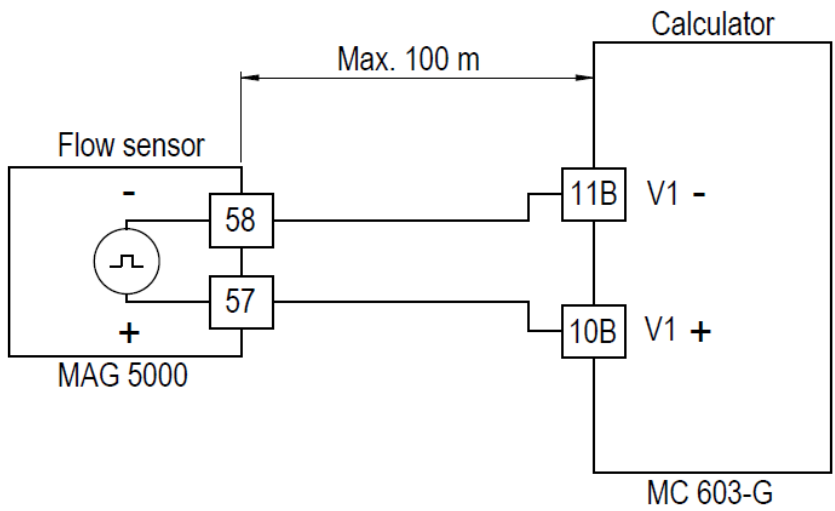 Calculator
Max. 100 m
Flow sensor
-
58
11B V1 -
57
10B V1 +
+
MAG 5000
MC 603-G